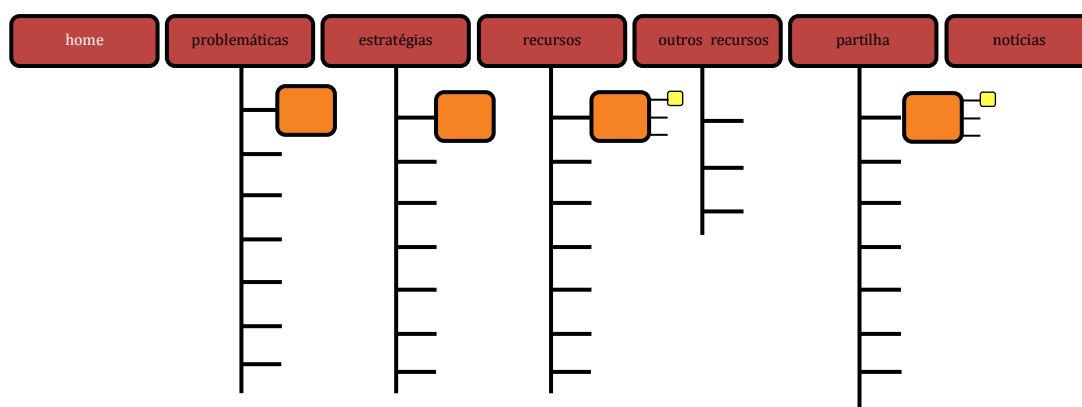 home
problemáticas
estratégias
recursos
outros recursos
partilha
notícias